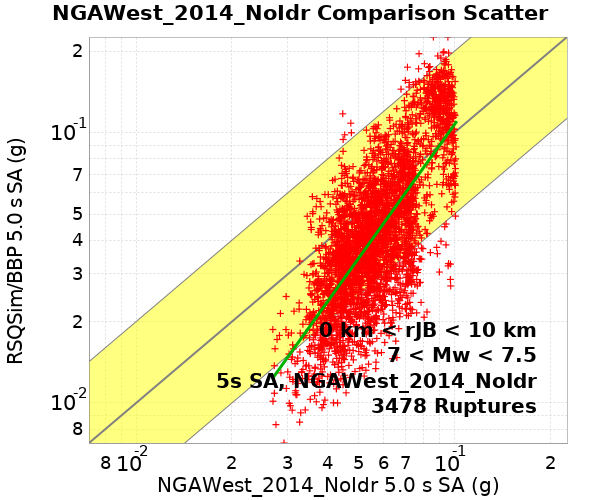 NGAWest_2014_NoIdr Comparison Scatter
RSQSim/BBP 5.0 s SA (g)
2
10-1
7
5
4
3
2
10-2
8
0 km < rJB < 10 km
7 < Mw < 7.5
5s SA, NGAWest_2014_NoIdr
3478 Ruptures
8 10-2 2 3 4 5 6 7 10-1 2
NGAWest_2014_NoIdr 5.0 s SA (g)